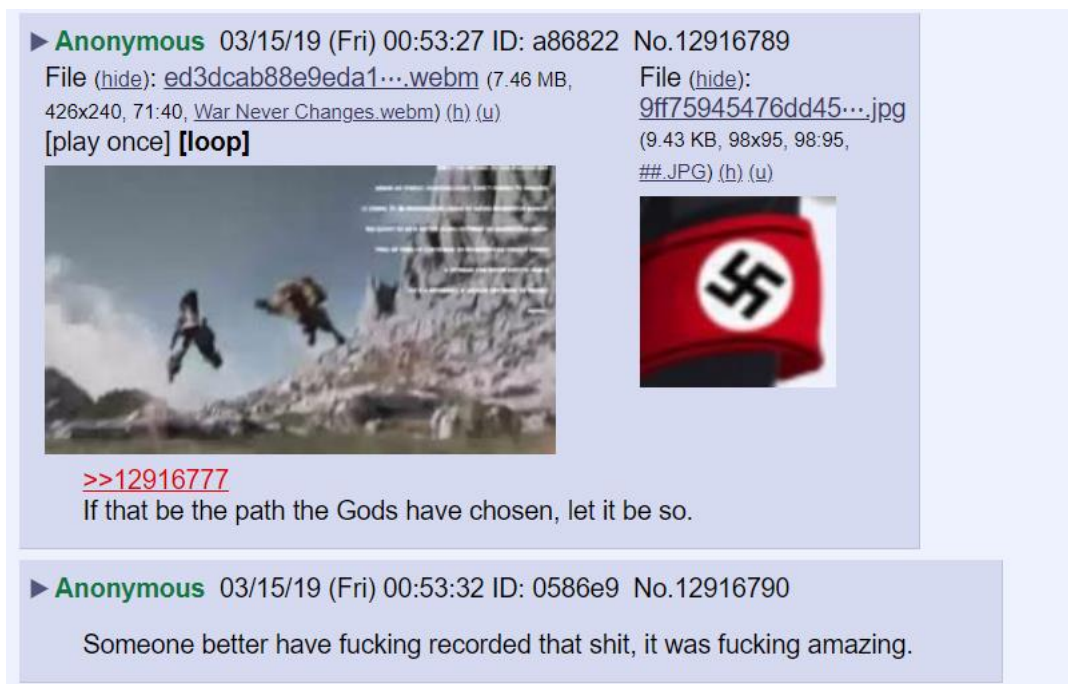 ▶ Anonymous 03/15/19 (Fri) 00:53:27 ID: a86822 No.12916789
File (hide): ed3dcab88e9eda1⋯.webm (7.46 MB,
426x240, 71:40, War Never Changes.webm) (h) (u)
[play once] [loop]
File (hide):
9ff75945476dd45⋯.jpg
(9.43 KB, 98x95, 98:95,
##.JPG) (h) (u)
>>12916777
If that be the path the Gods have chosen, let it be so.
▶ Anonymous 03/15/19 (Fri) 00:53:32 ID: 0586e9 No.12916790
Someone better have fucking recorded that shit, it was fucking amazing.